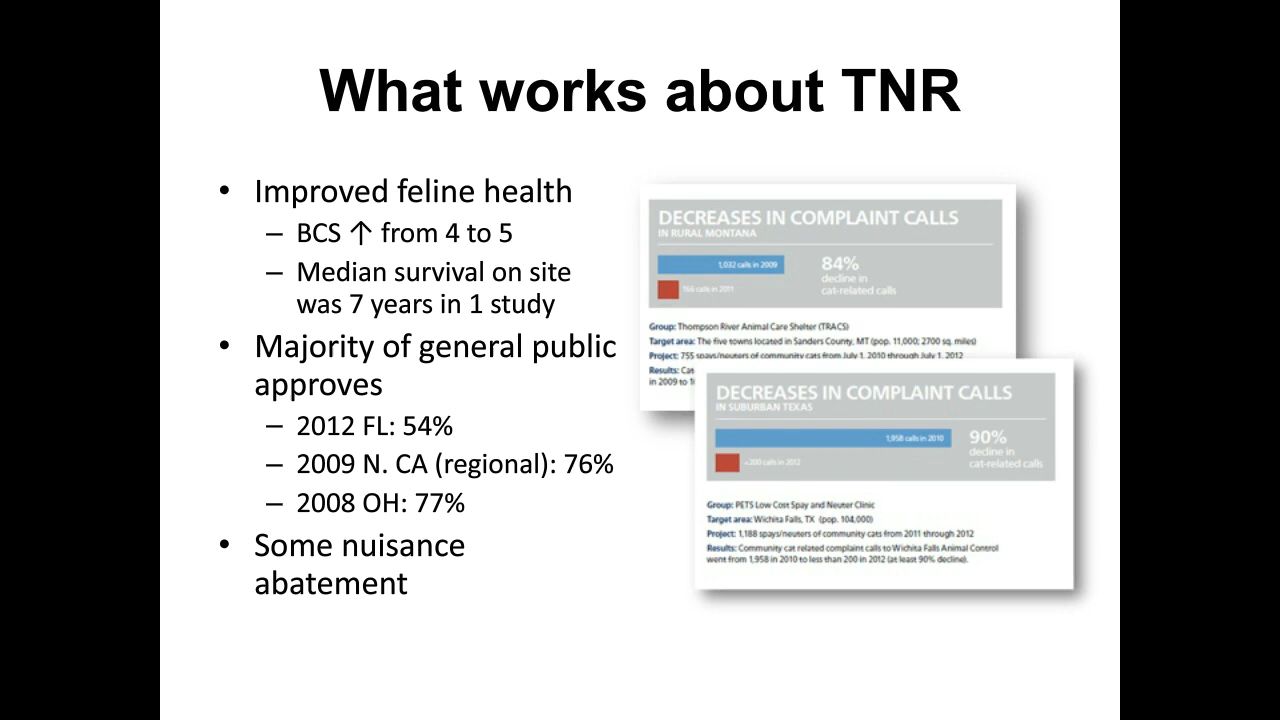 What works about TNR
• Improved feline health
– BCS ↑ from 4 to 5
– Median survival on site
was 7 years in 1 study
• Majority of general public
approves
– 2012 FL: 54%
– 2009 N. CA (regional): 76%
– 2008 OH: 77%
• Some nuisance
abatement
DECREASES IN COMPLAINT CALLS
IN RURAL MONTANA
1,032 calls in 2009
84%
decline in
cat-related calls
166 calls in 2011
Group: Thompson River Animal Care Shelter (TRACS)
Target area: The five towns located in Sanders County, MT (pop. 11,000; 2700 sq. miles)
Project: 755 spays/neuters of community cats from July 1, 2010 through July 1, 2012
Results:
in 2009 to
DECREASES IN COMPLAINT CALLS
IN SUBURBAN TEXAS
1,958 calls in 2010
90%
decline in
cat-related calls
<200 calls in 2012
Group: PETS Low Cost Spay and Neuter Clinic
Target area: Wichita Falls, TX (pop. 104,000)
Project: 1,188 spays/neuters of community cats from 2011 through 2012
Results: Community cat related complaint calls to Wichita Falls Animal Control
went from 1,958 in 2010 to less than 200 in 2012 (at least 90% decline).